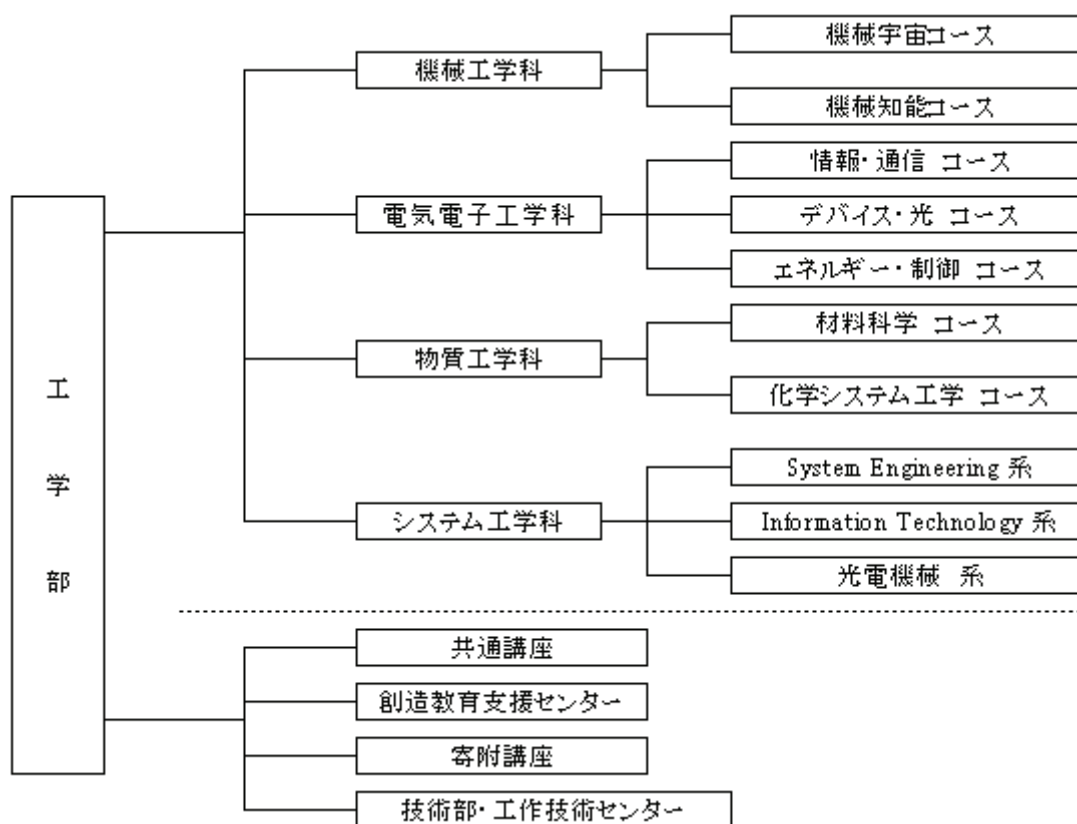 工学部
機械工学科
機械宇宙コース
機械知能コース
電気電子工学科
情報・通信 コース
デバイス・光 コース
エネルギー・制御 コース
物質工学科
材料科学 コース
化学システム工学 コース
システム工学科
System Engineering 系
Information Technology 系
光電機械 系
共通講座
創造教育支援センター
寄附講座
技術部・工作技術センター